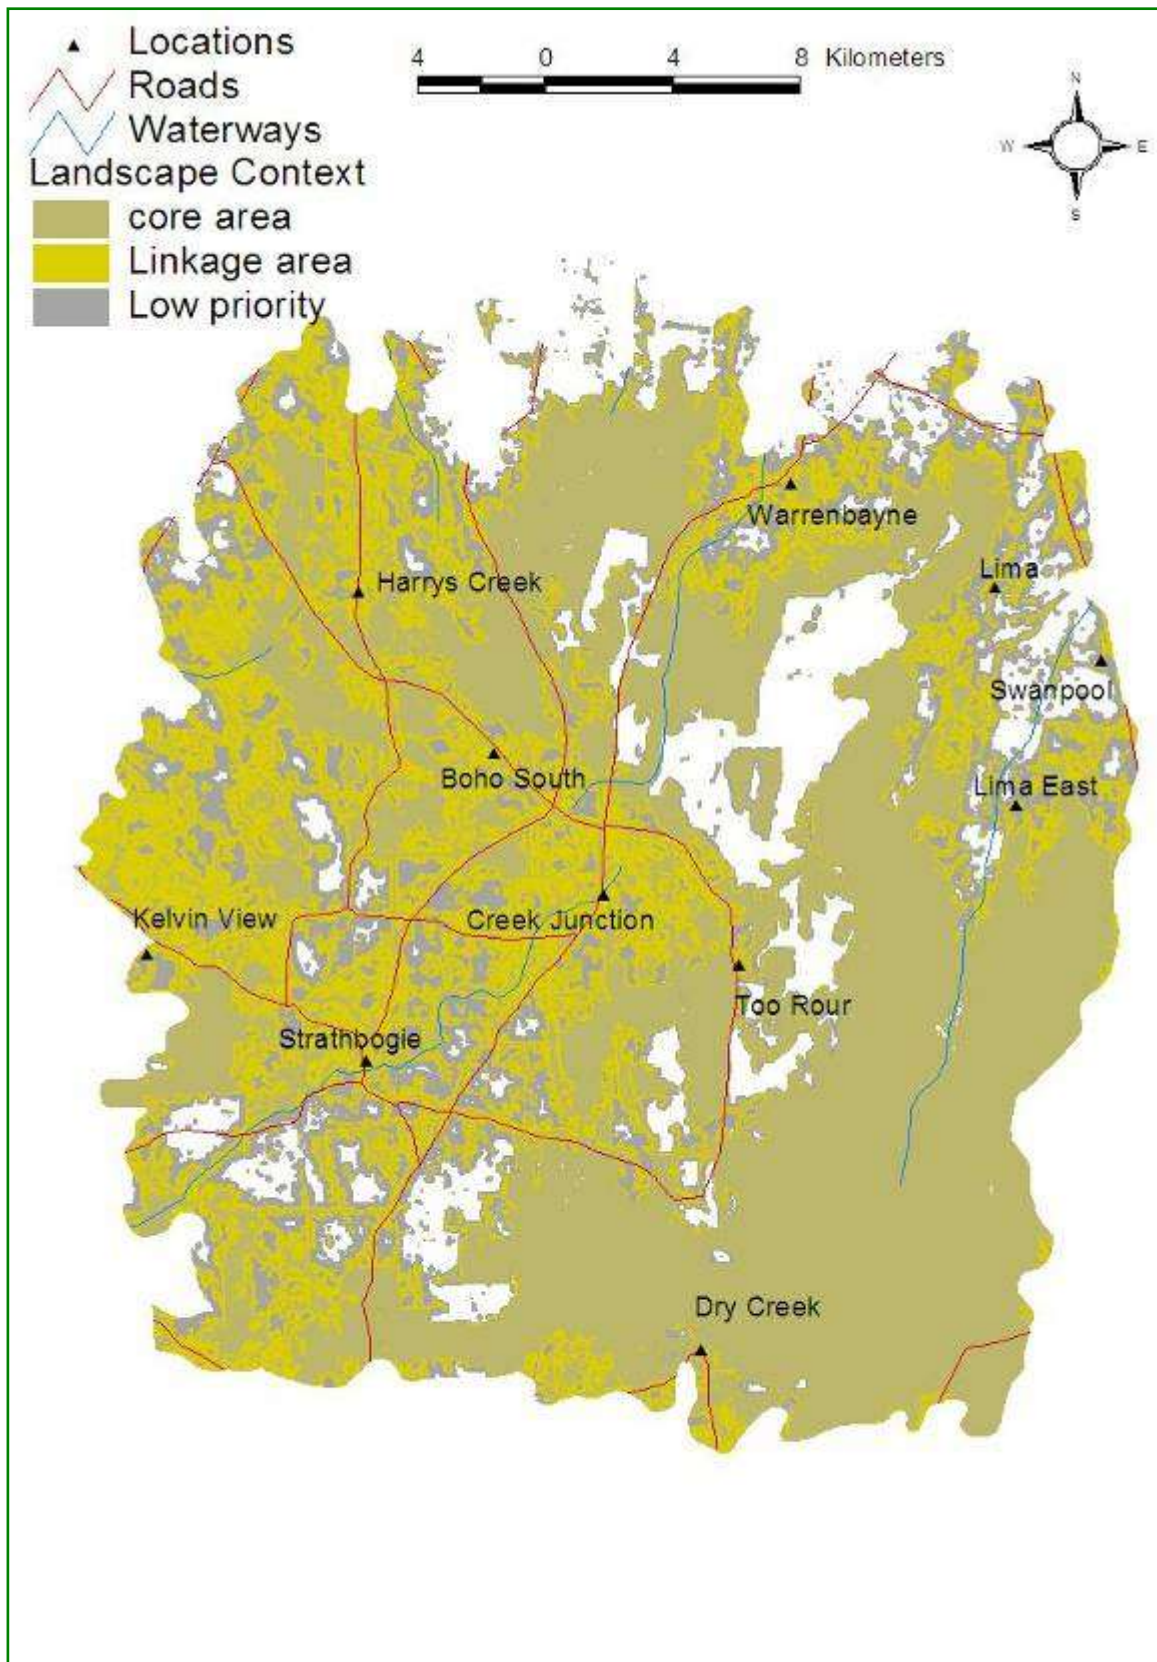 Locations
Roads
Waterways
Landscape Context
core area
Linkage area
Low priority
4 0 4 8 Kilometers
N
W E
S
Warrenbayne
Harrys Creek
Lima
Swanpool
Boho South
Lima East
Kelvin View
Creek Junction
Too Rour
Strathbogie
Dry Creek